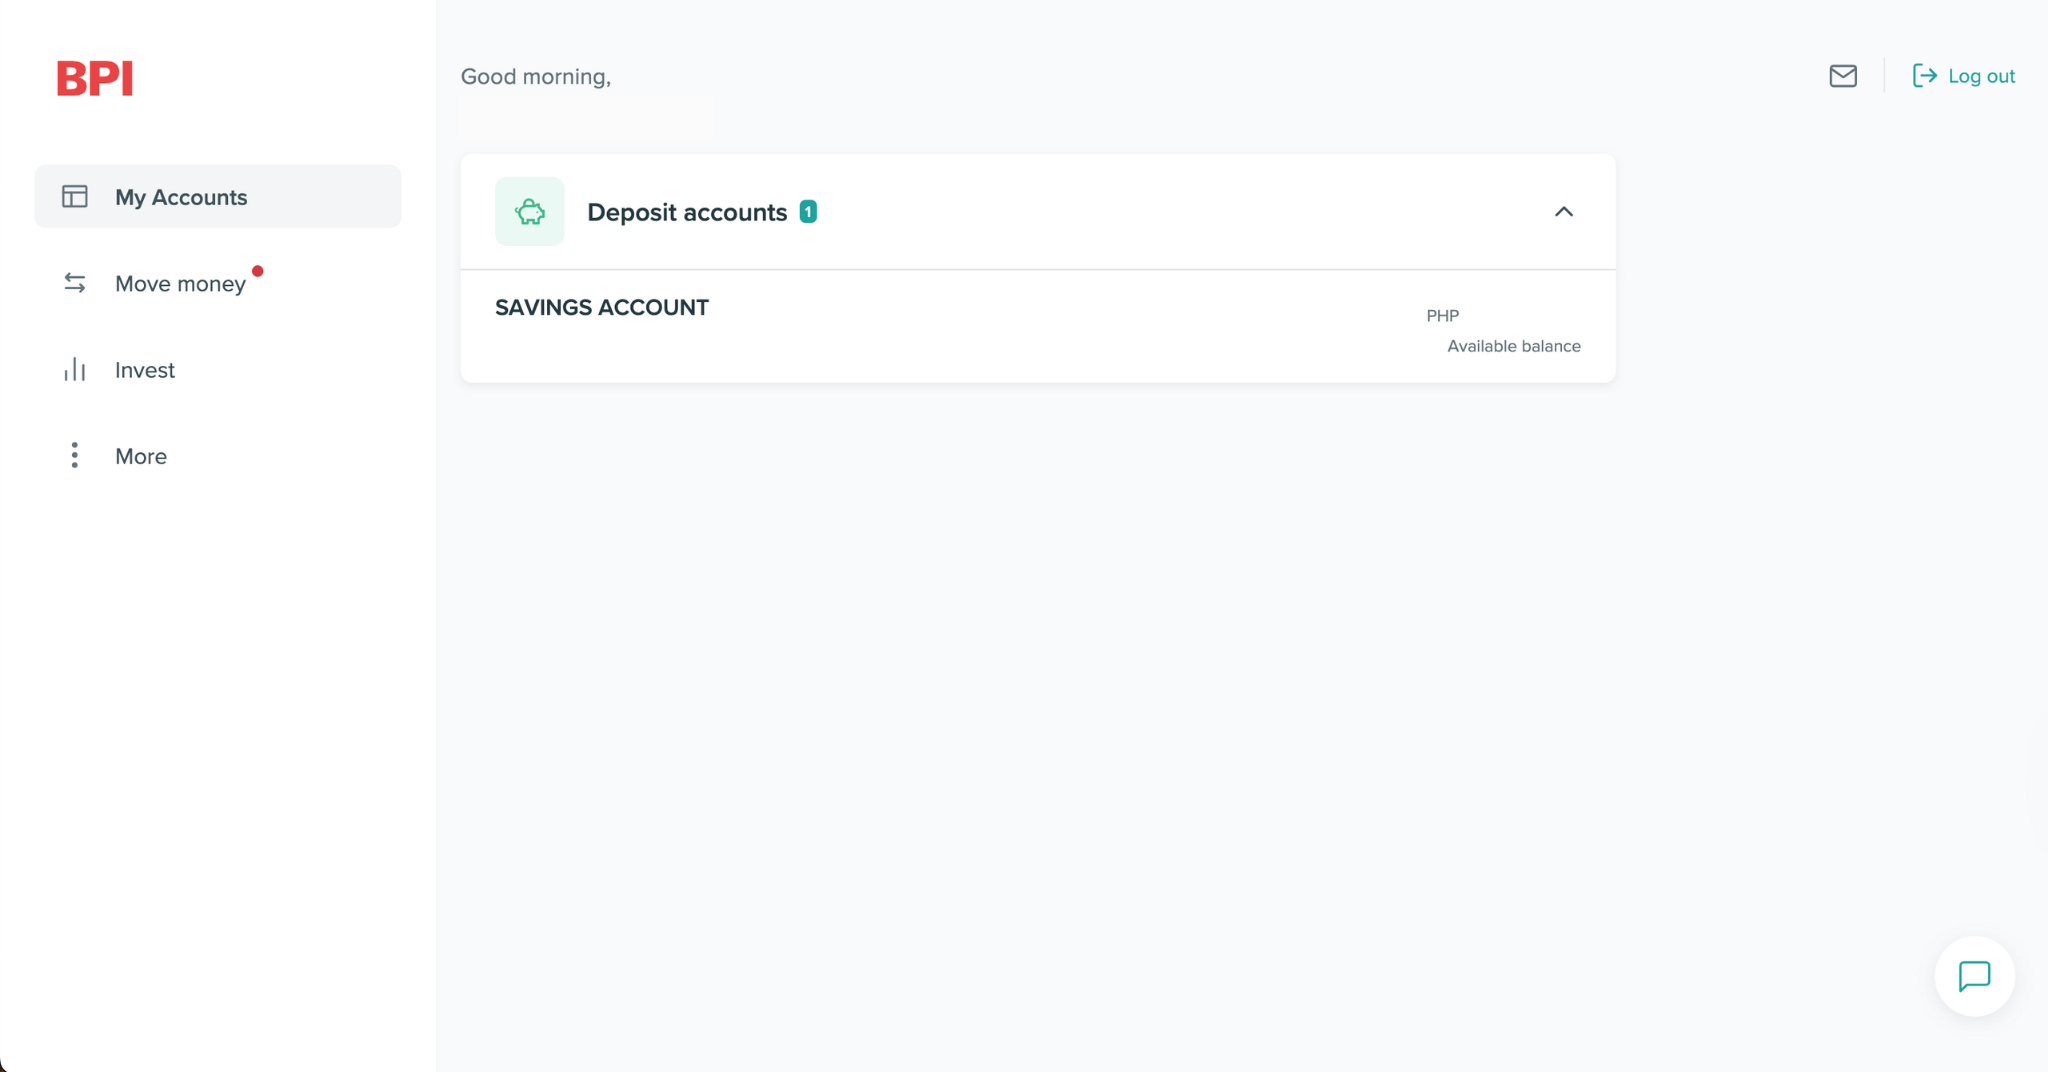 BPI
My Accounts
Move money
Invest
More
Good morning,
Log out
Deposit accounts 1
SAVINGS ACCOUNT
PHP
Available balance